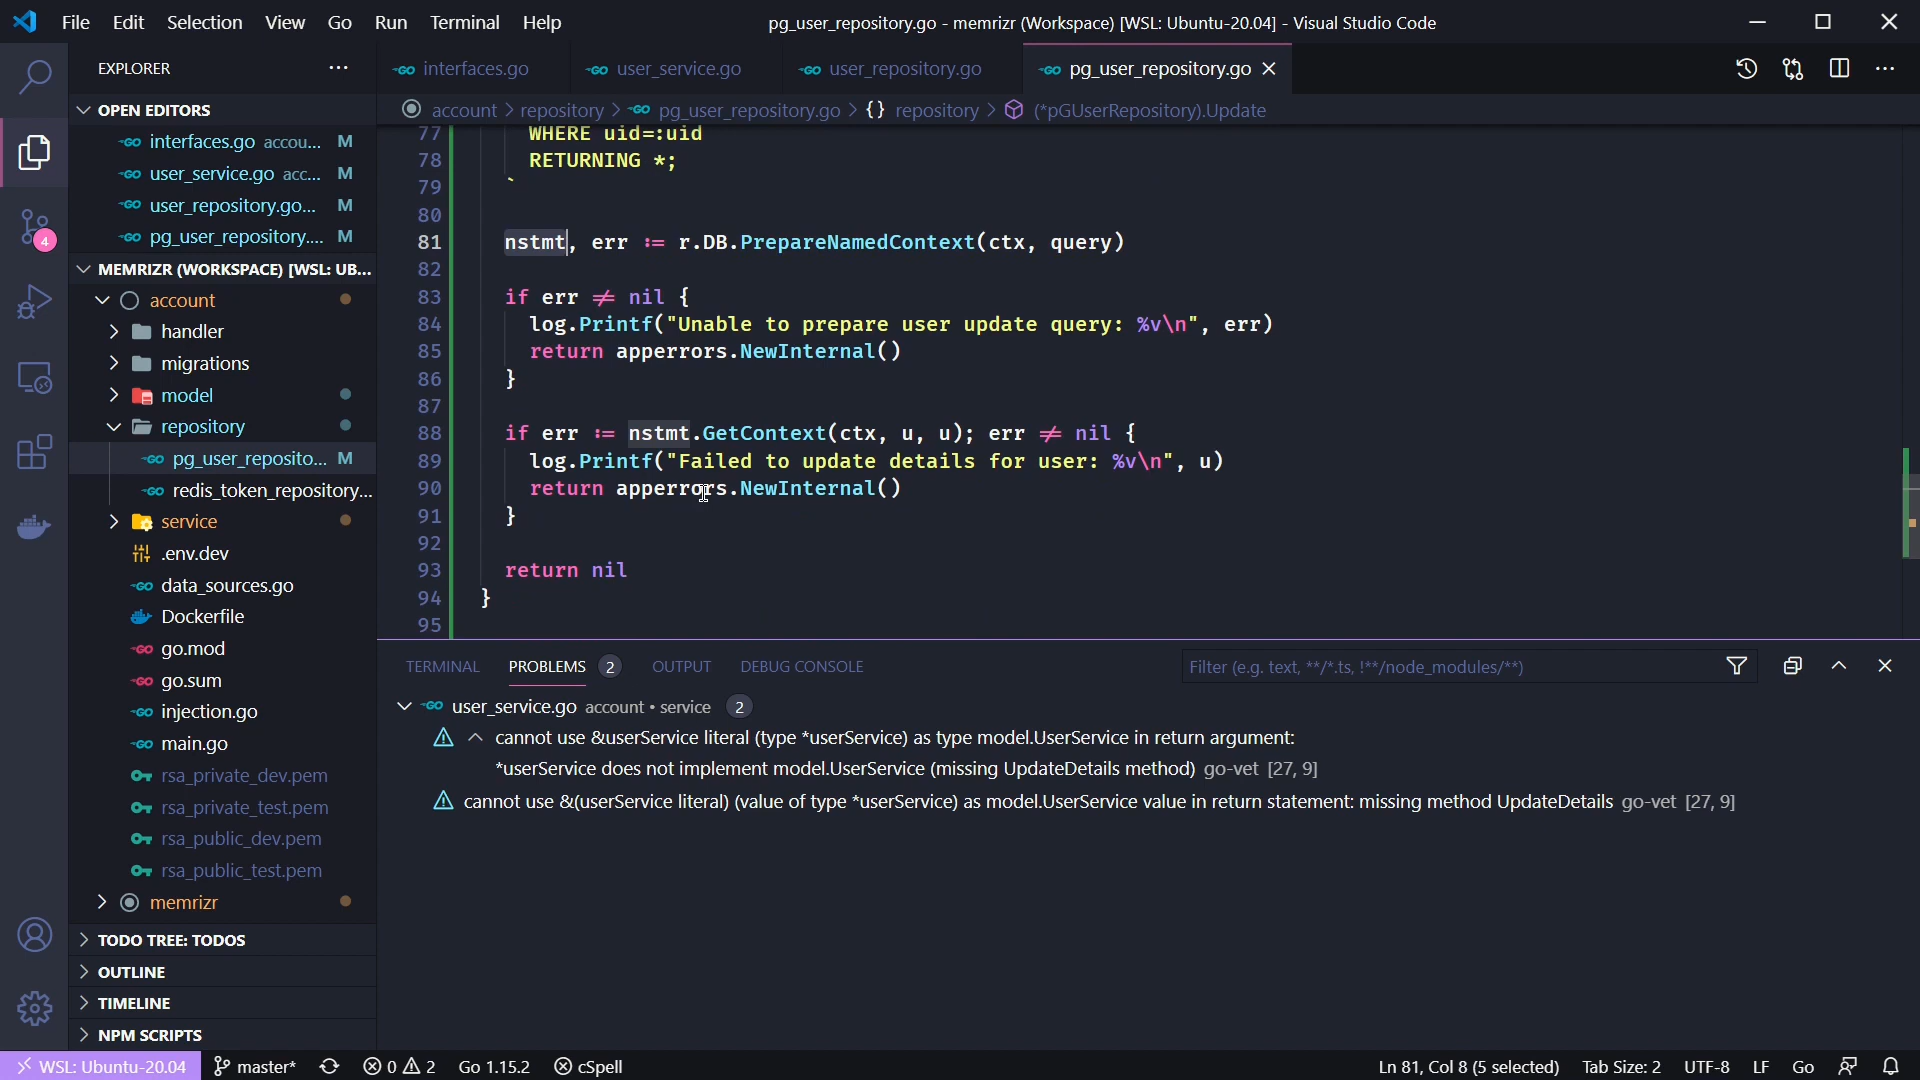 File Edit Selection View Go Run Terminal Help
pg_user_repository.go - memrizr (Workspace) [WSL: Ubuntu-20.04] - Visual Studio Code
EXPLORER
interfaces.go
user_service.go
user_repository.go
pg_user_repository.go
OPEN EDITORS
account > repository > pg_user_repository.go > {} repository > (*pGUserRepository).Update
interfaces.go accou... M
user_service.go acc... M
user_repository.go... M
pg_user_repository.... M
4
MEMRIZR (WORKSPACE) [WSL: UB...
account
handler
migrations
model
repository
pg_user_reposito... M
redis_token_repository...
service
.env.dev
data_sources.go
Dockerfile
go.mod
go.sum
injection.go
main.go
rsa_private_dev.pem
rsa_private_test.pem
rsa_public_dev.pem
rsa_public_test.pem
memrizr
TODO TREE: TODOS
OUTLINE
TIMELINE
NPM SCRIPTS
77 WHERE uid=:uid
78 RETURNING *;
79 `
80
81 nstmt, err := r.DB.PrepareNamedContext(ctx, query)
82
83 if err != nil {
84 log.Printf("Unable to prepare user update query: %v\n", err)
85 return apperrors.NewInternal()
86 }
87
88 if err := nstmt.GetContext(ctx, u, u); err != nil {
89 log.Printf("Failed to update details for user: %v\n", u)
90 return apperrors.NewInternal()
91 }
92
93 return nil
94 }
95
TERMINAL PROBLEMS 2 OUTPUT DEBUG CONSOLE
Filter (e.g. text, **/*.ts, !**/node_modules/**)
user_service.go account • service 2
cannot use &userService literal (type *userService) as type model.UserService in return argument:
*userService does not implement model.UserService (missing UpdateDetails method) go-vet [27, 9]
cannot use &(userService literal) (value of type *userService) as model.UserService value in return statement: missing method UpdateDetails go-vet [27, 9]
WSL: Ubuntu-20.04 master* 0 2 Go 1.15.2 cSpell
Ln 81, Col 8 (5 selected) Tab Size: 2 UTF-8 LF Go